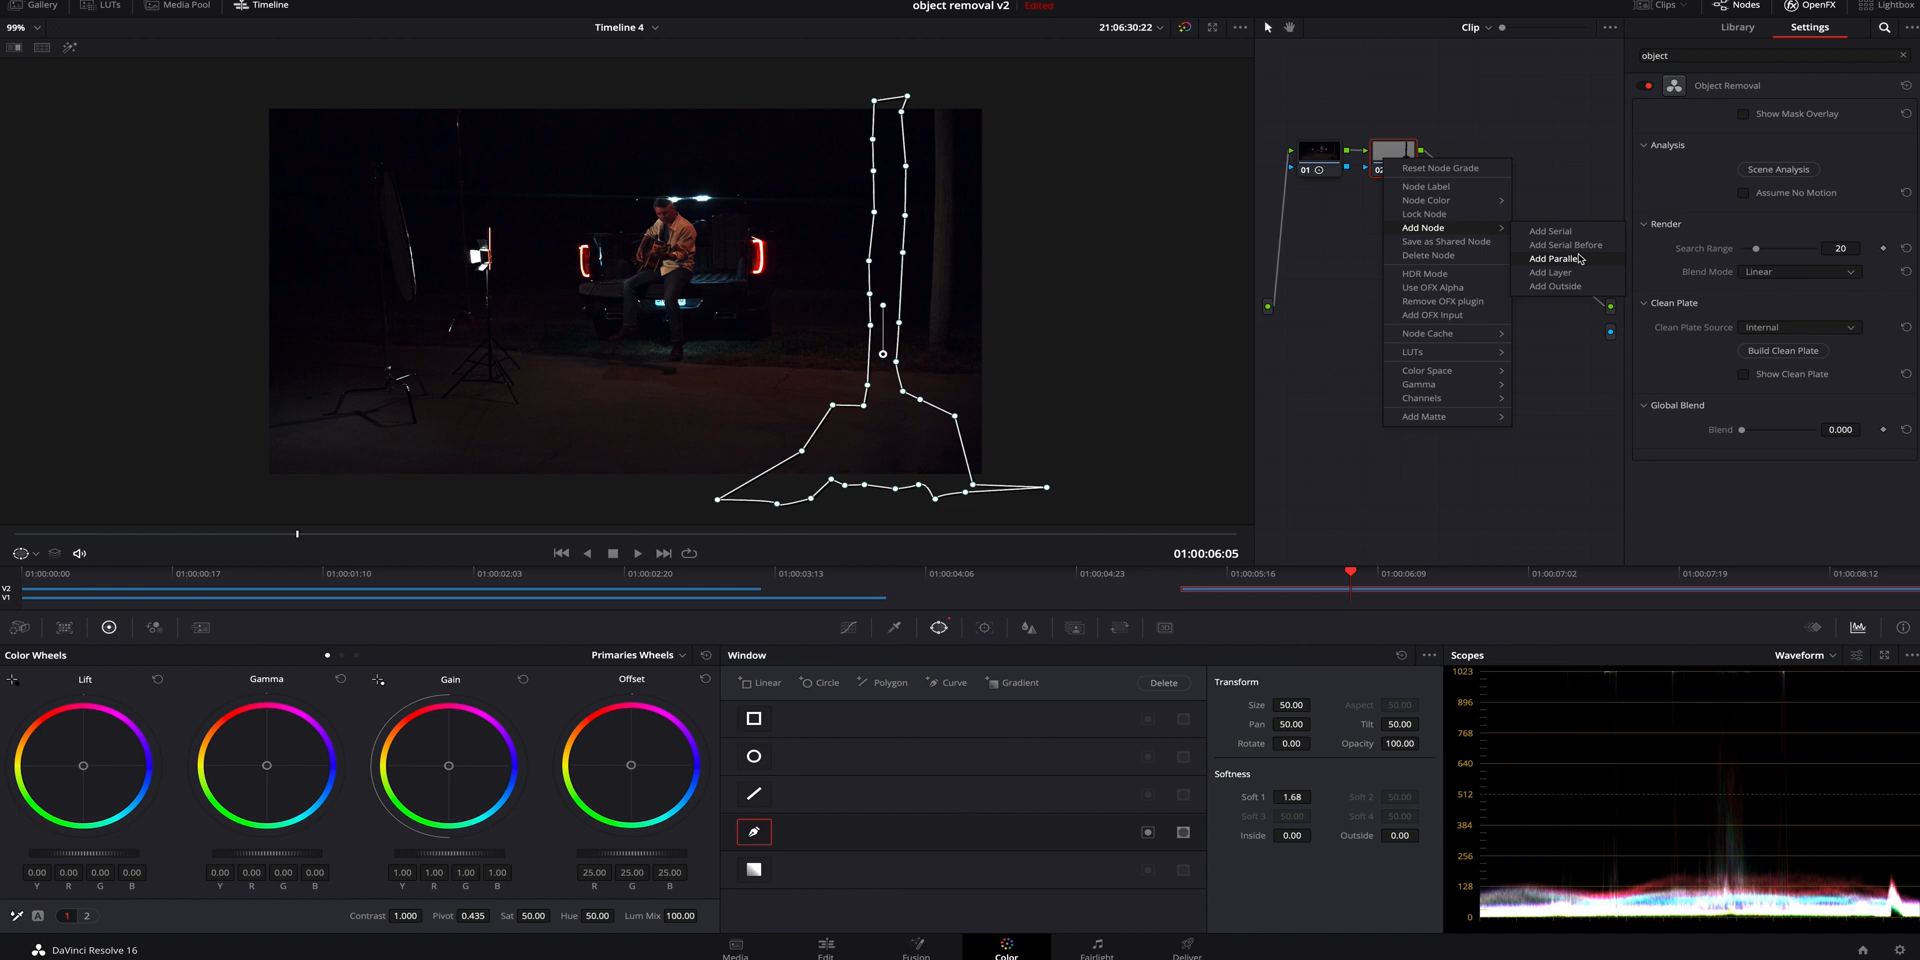 Gallery LUTs Media Pool Timeline object removal v2 Edited Clips Nodes OpenFX Lightbox
99% Timeline 4 21:06:30:22 Clip Library Settings
object
Object Removal
Show Mask Overlay
Analysis
Scene Analysis
Assume No Motion
Render
Search Range 20
Blend Mode Linear
Clean Plate
Clean Plate Source Internal
Build Clean Plate
Show Clean Plate
Global Blend
Blend 0.000
01 02
Reset Node Grade
Node Label
Node Color
Lock Node
Add Node
Save as Shared Node
Delete Node
HDR Mode
Use OFX Alpha
Remove OFX plugin
Add OFX Input
Node Cache
LUTs
Color Space
Gamma
Channels
Add Matte
Add Serial
Add Serial Before
Add Parallel
Add Layer
Add Outside
01:00:06:05
01:00:00:00 01:00:00:17 01:00:01:10 01:00:02:03 01:00:02:20 01:00:03:13 01:00:04:06 01:00:04:23 01:00:05:16 01:00:06:09 01:00:07:02 01:00:07:19 01:00:08:12
V2
V1
Color Wheels Primaries Wheels Window Scopes Waveform
Lift Gamma Gain Offset
0.00 0.00 0.00 0.00 0.00 0.00 0.00 0.00 1.00 1.00 1.00 1.00 25.00 25.00 25.00
Y R G B Y R G B Y R G B R G B
A 1 2 Contrast 1.000 Pivot 0.435 Sat 50.00 Hue 50.00 Lum Mix 100.00
Linear Circle Polygon Curve Gradient Delete
Transform
Size 50.00 Aspect 50.00
Pan 50.00 Tilt 50.00
Rotate 0.00 Opacity 100.00
Softness
Soft 1 1.68 Soft 2 50.00
Soft 3 50.00 Soft 4 50.00
Inside 0.00 Outside 0.00
1023
896
768
640
512
384
256
128
0
DaVinci Resolve 16 Media Edit Fusion Color Fairlight Deliver